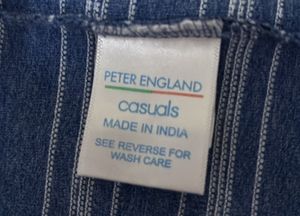 PETER ENGLAND
casuals
MADE IN INDIA
SEE REVERSE FOR
WASH CARE